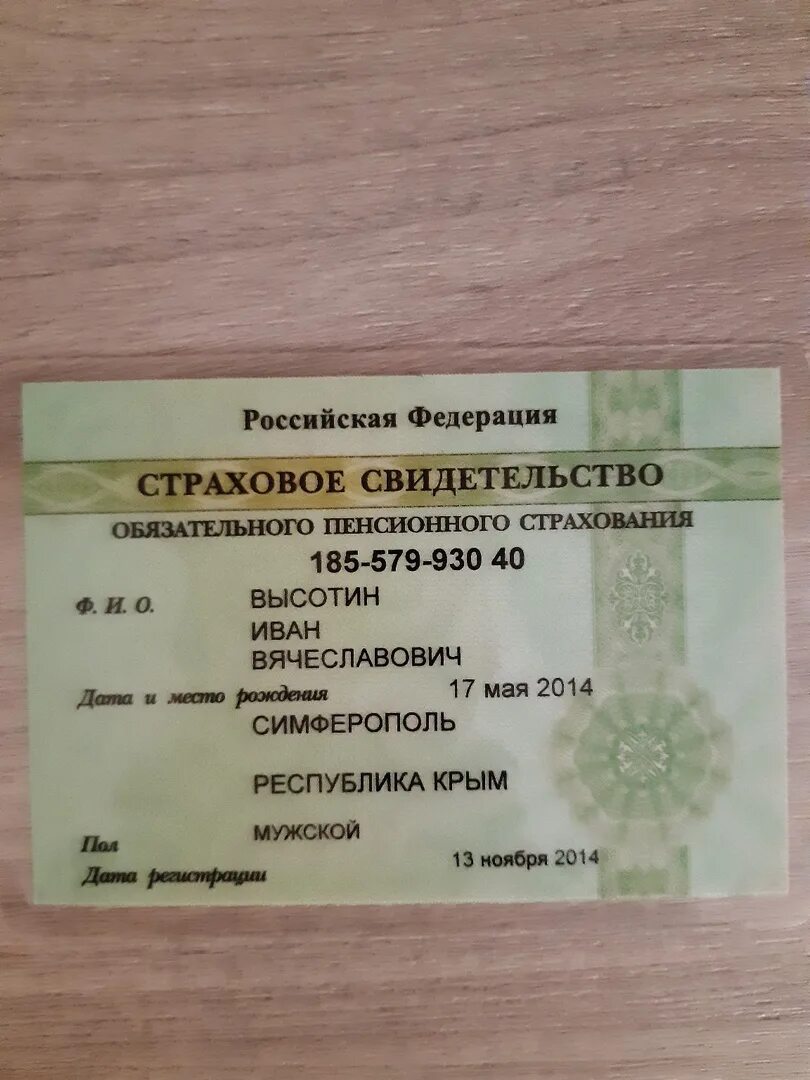 Российская Федерация
СТРАХОВОЕ СВИДЕТЕЛЬСТВО
ОБЯЗАТЕЛЬНОГО ПЕНСИОННОГО СТРАХОВАНИЯ
185-579-930 40
Ф. И. О. ВЫСОТИН
ИВАН
ВЯЧЕСЛАВОВИЧ
Дата и место рождения 17 мая 2014
СИМФЕРОПОЛЬ
РЕСПУБЛИКА КРЫМ
Пол МУЖСКОЙ
Дата регистрации 13 ноября 2014